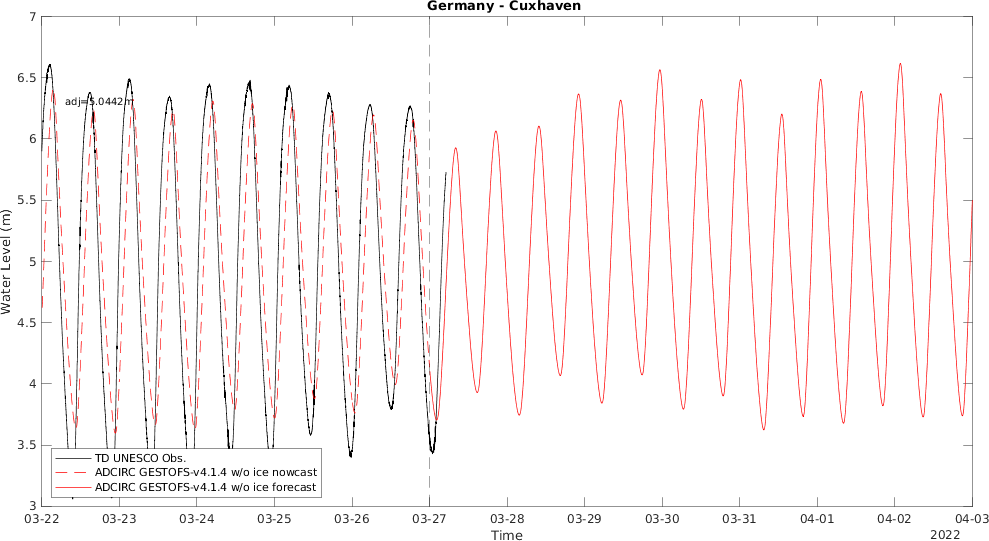 Germany - Cuxhaven
7
6.5
6
5.5
5
4.5
4
3.5
3
Water Level (m)
adj=5.0442m
TD UNESCO Obs.
ADCIRC GESTOFS-v4.1.4 w/o ice nowcast
ADCIRC GESTOFS-v4.1.4 w/o ice forecast
03-22 03-23 03-24 03-25 03-26 03-27 03-28 03-29 03-30 03-31 04-01 04-02 04-03
Time
2022